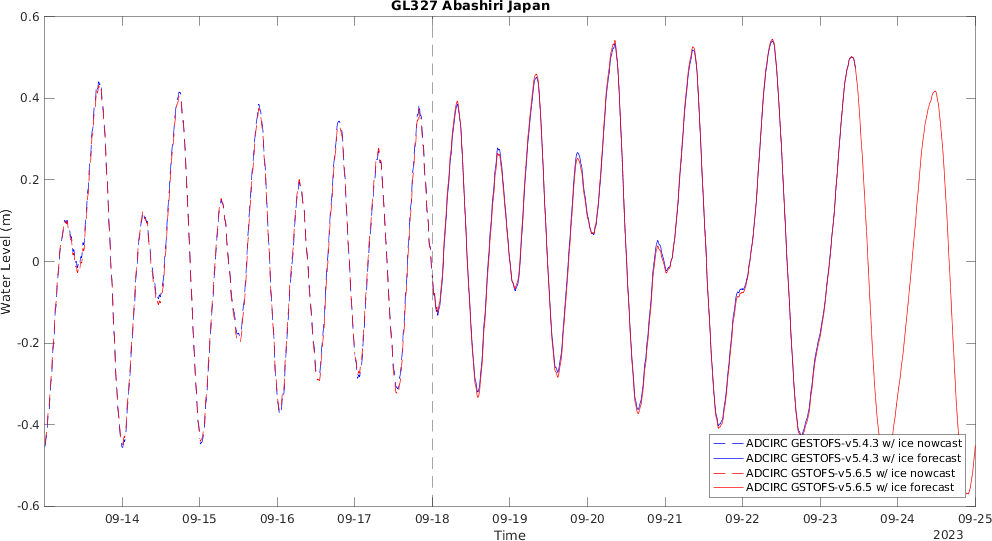 GL327 Abashiri Japan
0.6
0.4
0.2
0
-0.2
-0.4
-0.6
Water Level (m)
09-14 09-15 09-16 09-17 09-18 09-19 09-20 09-21 09-22 09-23 09-24 09-25
Time
2023
ADCIRC GESTOFS-v5.4.3 w/ ice nowcast
ADCIRC GESTOFS-v5.4.3 w/ ice forecast
ADCIRC GSTOFS-v5.6.5 w/ ice nowcast
ADCIRC GSTOFS-v5.6.5 w/ ice forecast